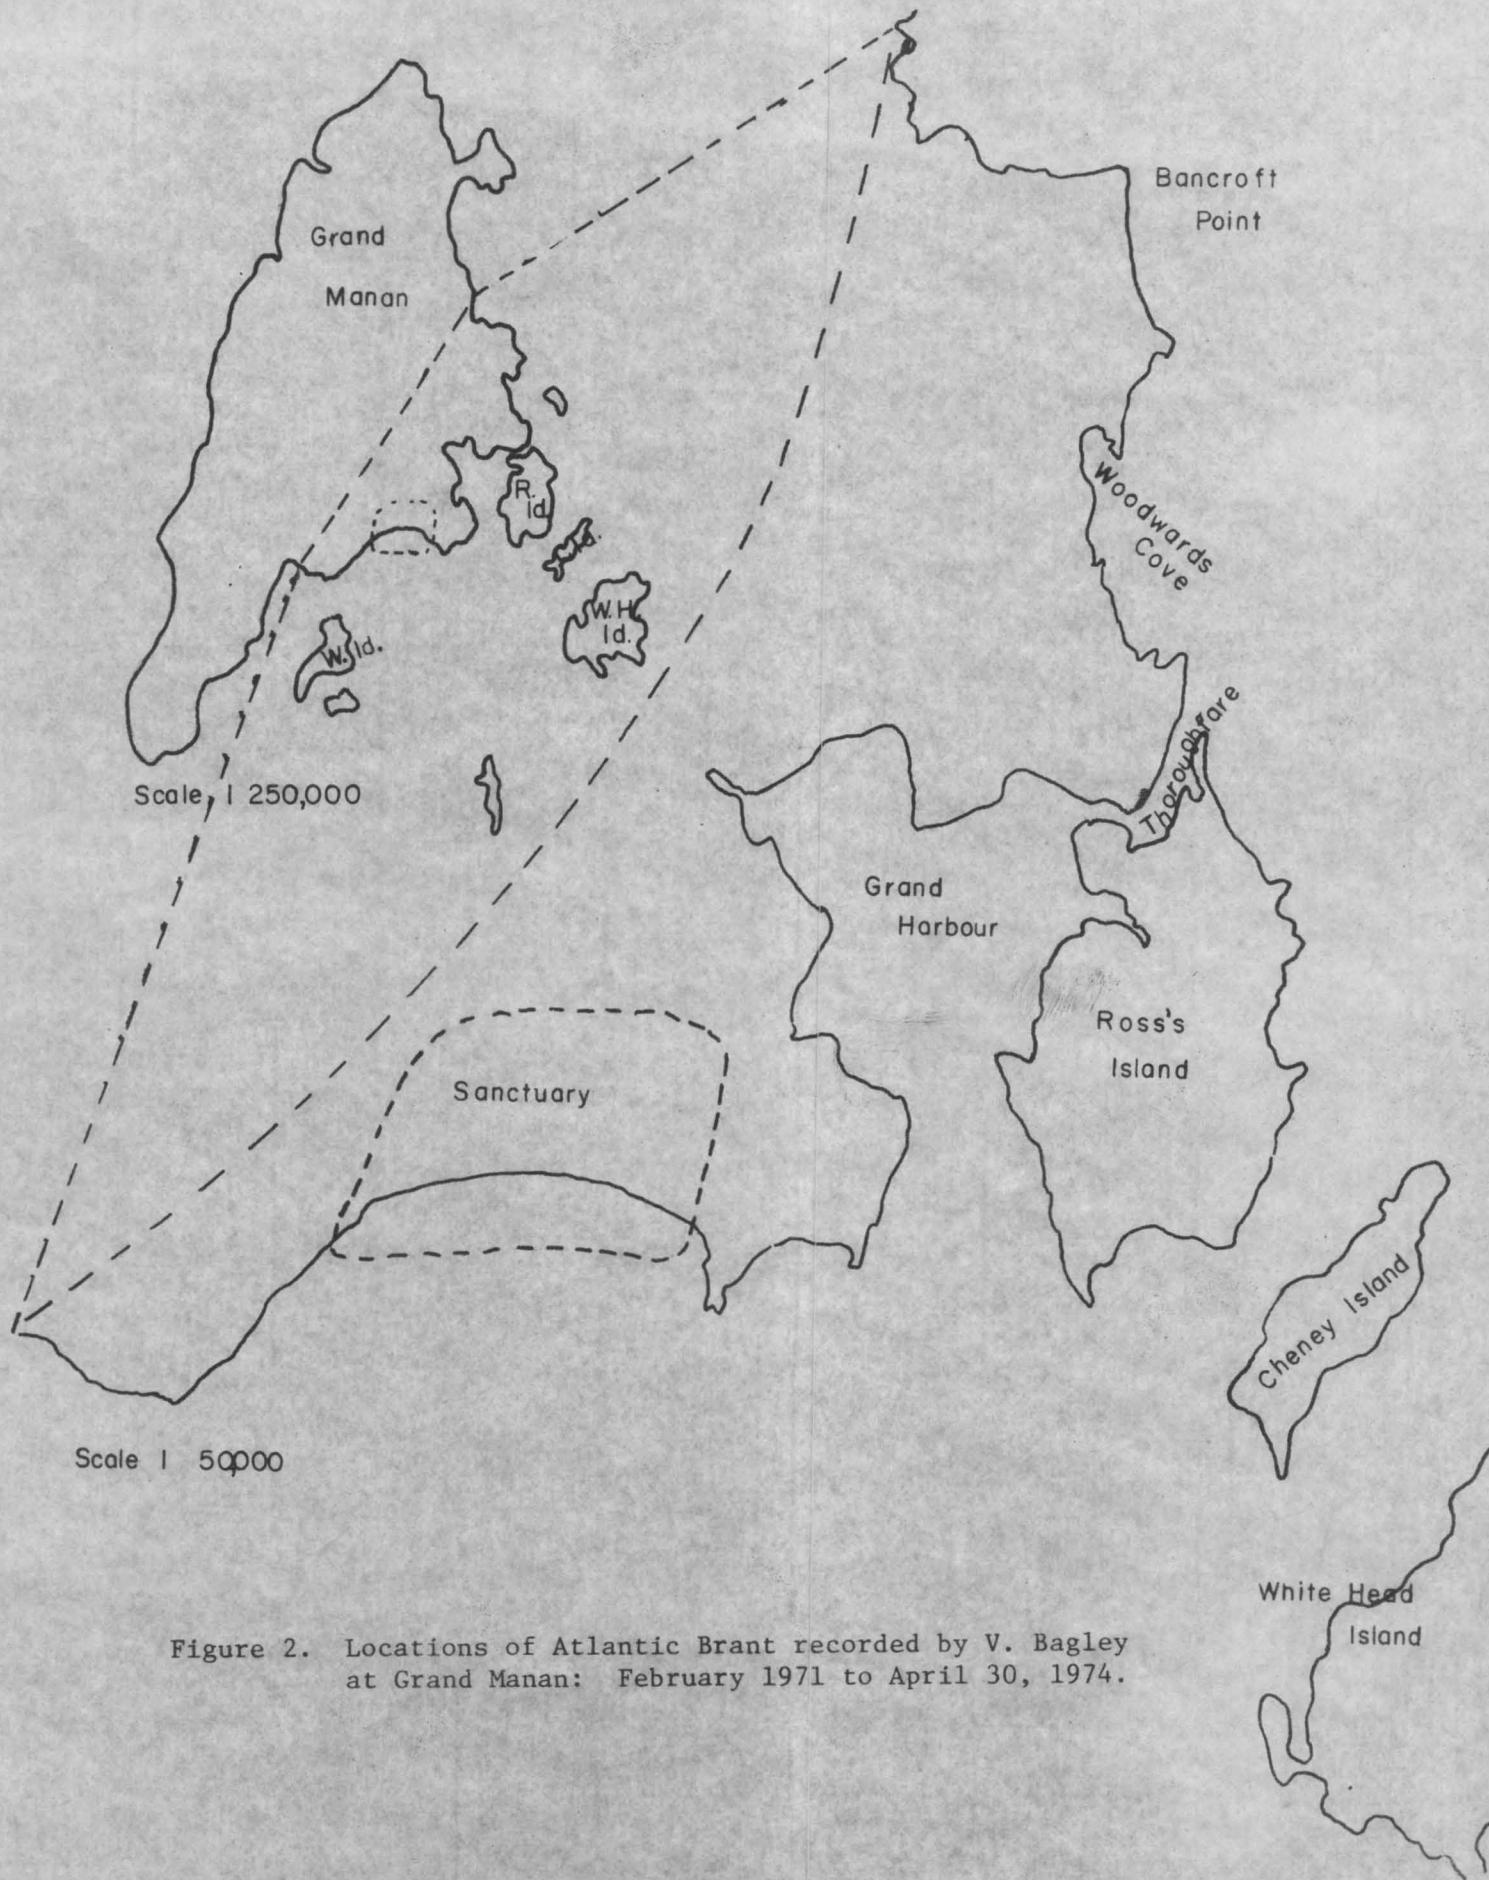 Grand
Manan
R.
Id.
W.H.
Id.
W. Id.
Scale, 1 250,000
Bancroft
Point
Woodwards
Cove
Thoroughfare
Grand
Harbour
Ross's
Island
Sanctuary
Cheney Island
Scale 1 50,000
White Head
Island
Figure 2. Locations of Atlantic Brant recorded by V. Bagley
at Grand Manan: February 1971 to April 30, 1974.